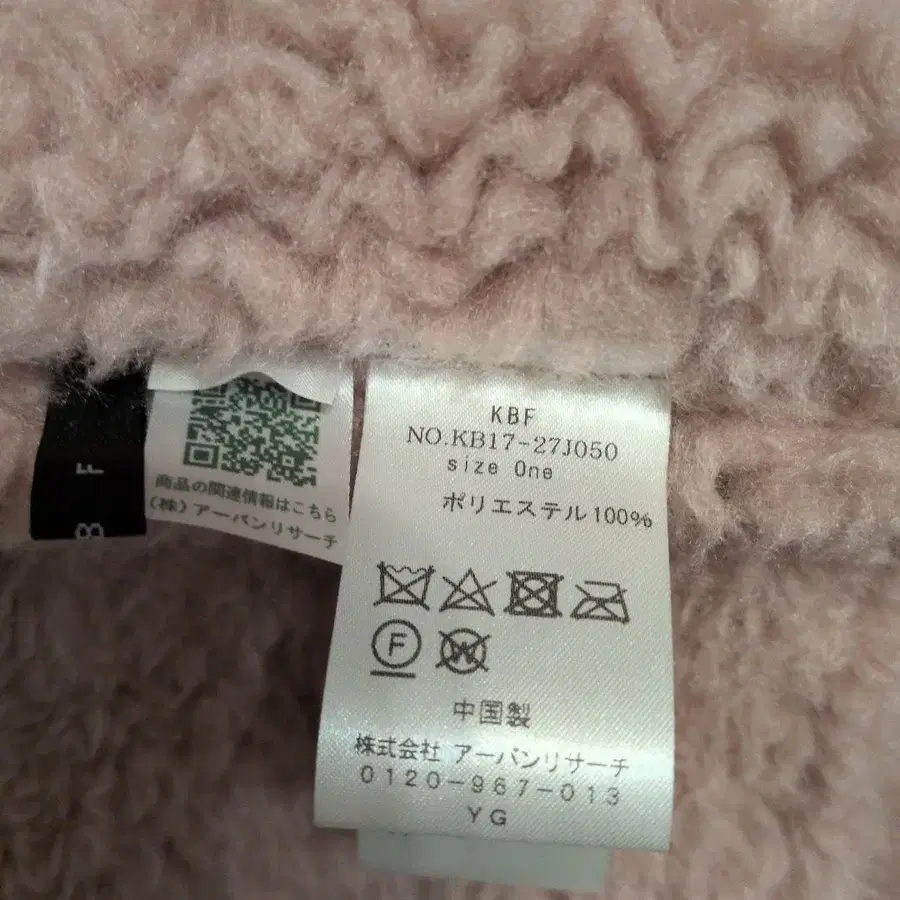 B F
商品の関連情報はこちら
(株) アーバンリサーチ
KBF
NO.KB17-27J050
size One
ポリエステル100%
F
W
中国製
株式会社 アーバンリサーチ
0120-967-013
YG